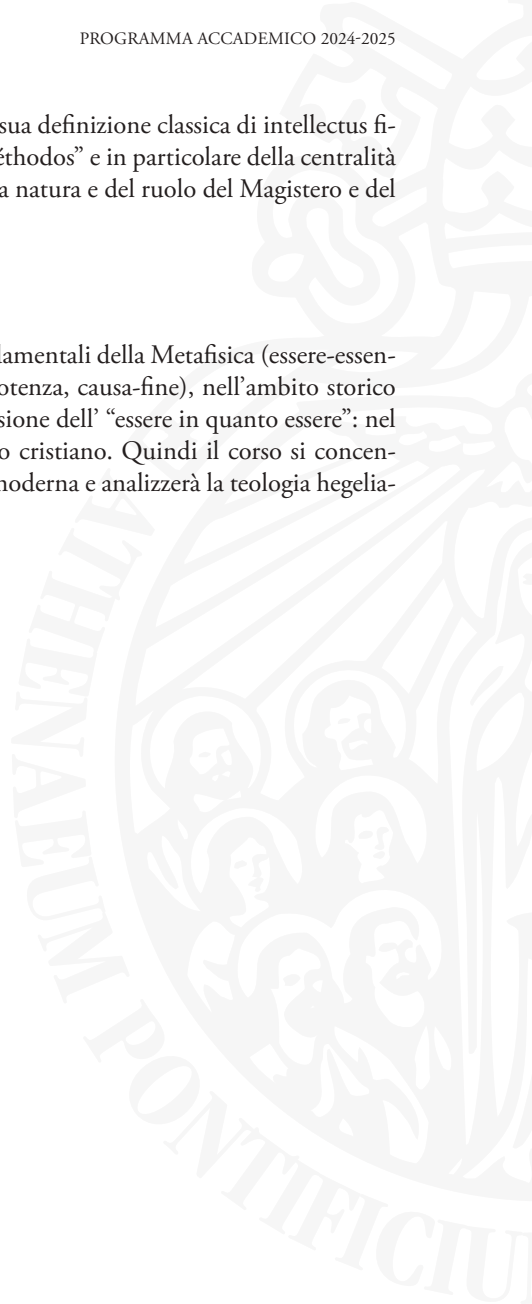 PROGRAMMA ACCADEMICO 2024-2025
sua definizione classica di intellectus fi-
éthodos” e in particolare della centralità
a natura e del ruolo del Magistero e del
lamentali della Metafisica (essere-essen-
otenza, causa-fine), nell’ambito storico
sione dell’ “essere in quanto essere”: nel
o cristiano. Quindi il corso si concen-
moderna e analizzerà la teologia hegelia-
ATHENAEUM PONTIFICIU